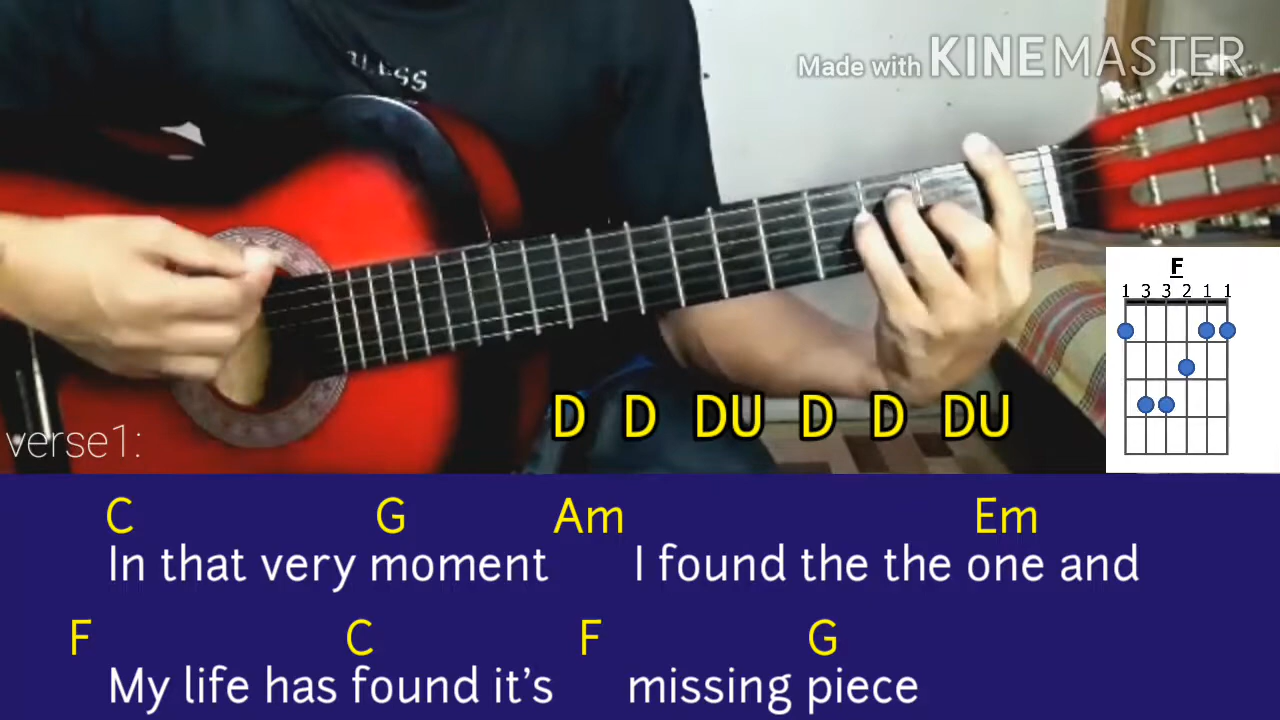 Made with KINEMASTER
F
1 3 3 2 1 1
D D DU D D DU
verse1:
C G Am Em
In that very moment I found the the one and
F C F G
My life has found it's missing piece